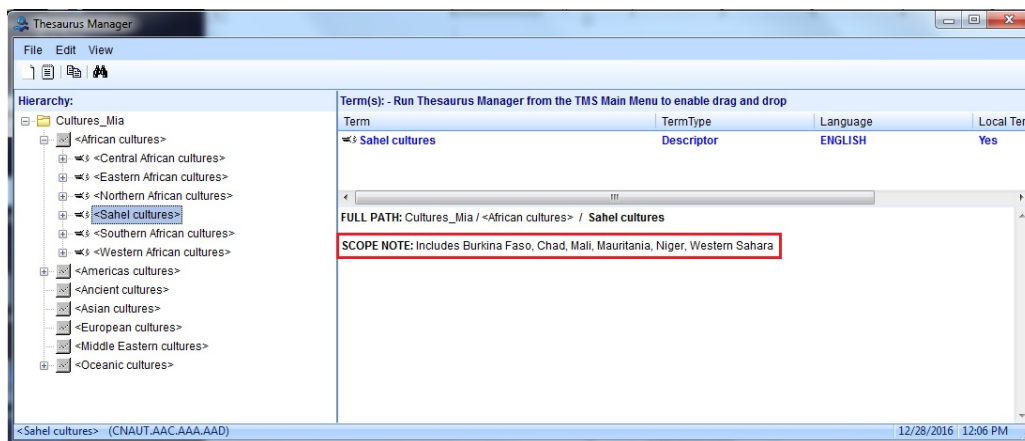 Thesaurus Manager
File Edit View
Hierarchy:
Cultures_Mia
<African cultures>
<Central African cultures>
<Eastern African cultures>
<Northern African cultures>
<Sahel cultures>
<Southern African cultures>
<Western African cultures>
<Americas cultures>
<Ancient cultures>
<Asian cultures>
<European cultures>
<Middle Eastern cultures>
<Oceanic cultures>
Term(s): - Run Thesaurus Manager from the TMS Main Menu to enable drag and drop
Term TermType Language Local Ter
Sahel cultures Descriptor ENGLISH Yes
FULL PATH: Cultures_Mia / <African cultures> / Sahel cultures
SCOPE NOTE: Includes Burkina Faso, Chad, Mali, Mauritania, Niger, Western Sahara
<Sahel cultures> (CNAUT.AAC.AAA.AAD) 12/28/2016 12:06 PM